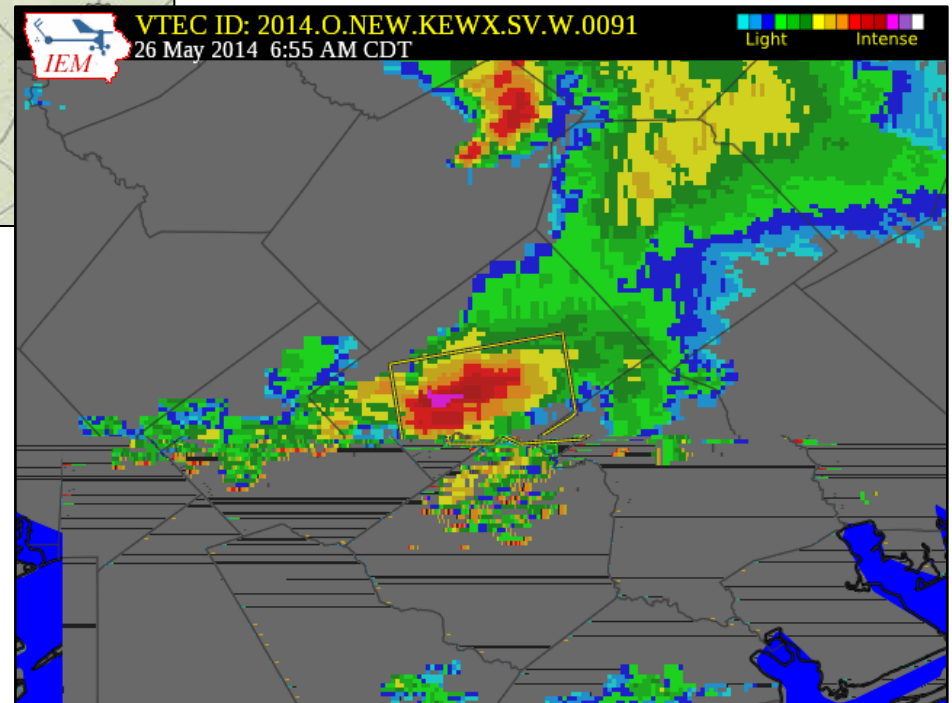 VTEC ID: 2014.O.NEW.KEWX.SV.W.0091
26 May 2014 6:55 AM CDT
IEM
Light Intense